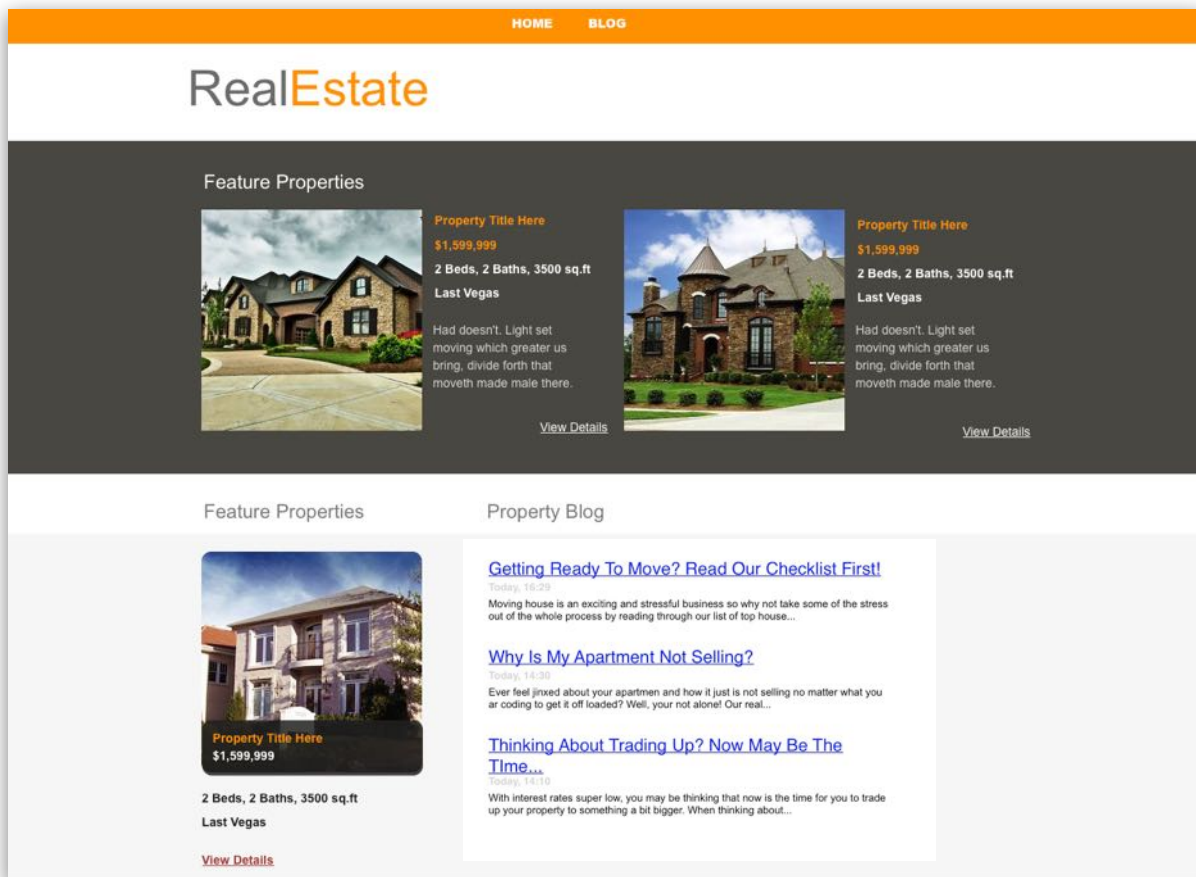 HOME BLOG
RealEstate
Feature Properties
Property Title Here
$1,599,999
2 Beds, 2 Baths, 3500 sq.ft
Last Vegas
Had doesn't. Light set
moving which greater us
bring, divide forth that
moveth made male there.
View Details
Property Title Here
$1,599,999
2 Beds, 2 Baths, 3500 sq.ft
Last Vegas
Had doesn't. Light set
moving which greater us
bring, divide forth that
moveth made male there.
View Details
Feature Properties
Property Title Here
$1,599,999
2 Beds, 2 Baths, 3500 sq.ft
Last Vegas
View Details
Property Blog
Getting Ready To Move? Read Our Checklist First!
Today, 16:29
Moving house is an exciting and stressful business so why not take some of the stress
out of the whole process by reading through our list of top house...
Why Is My Apartment Not Selling?
Today, 14:30
Ever feel jinxed about your apartmen and how it just is not selling no matter what you
ar coding to get it off loaded? Well, your not alone! Our real...
Thinking About Trading Up? Now May Be The
TIme...
Today, 14:10
With interest rates super low, you may be thinking that now is the time for you to trade
up your property to something a bit bigger. When thinking about...